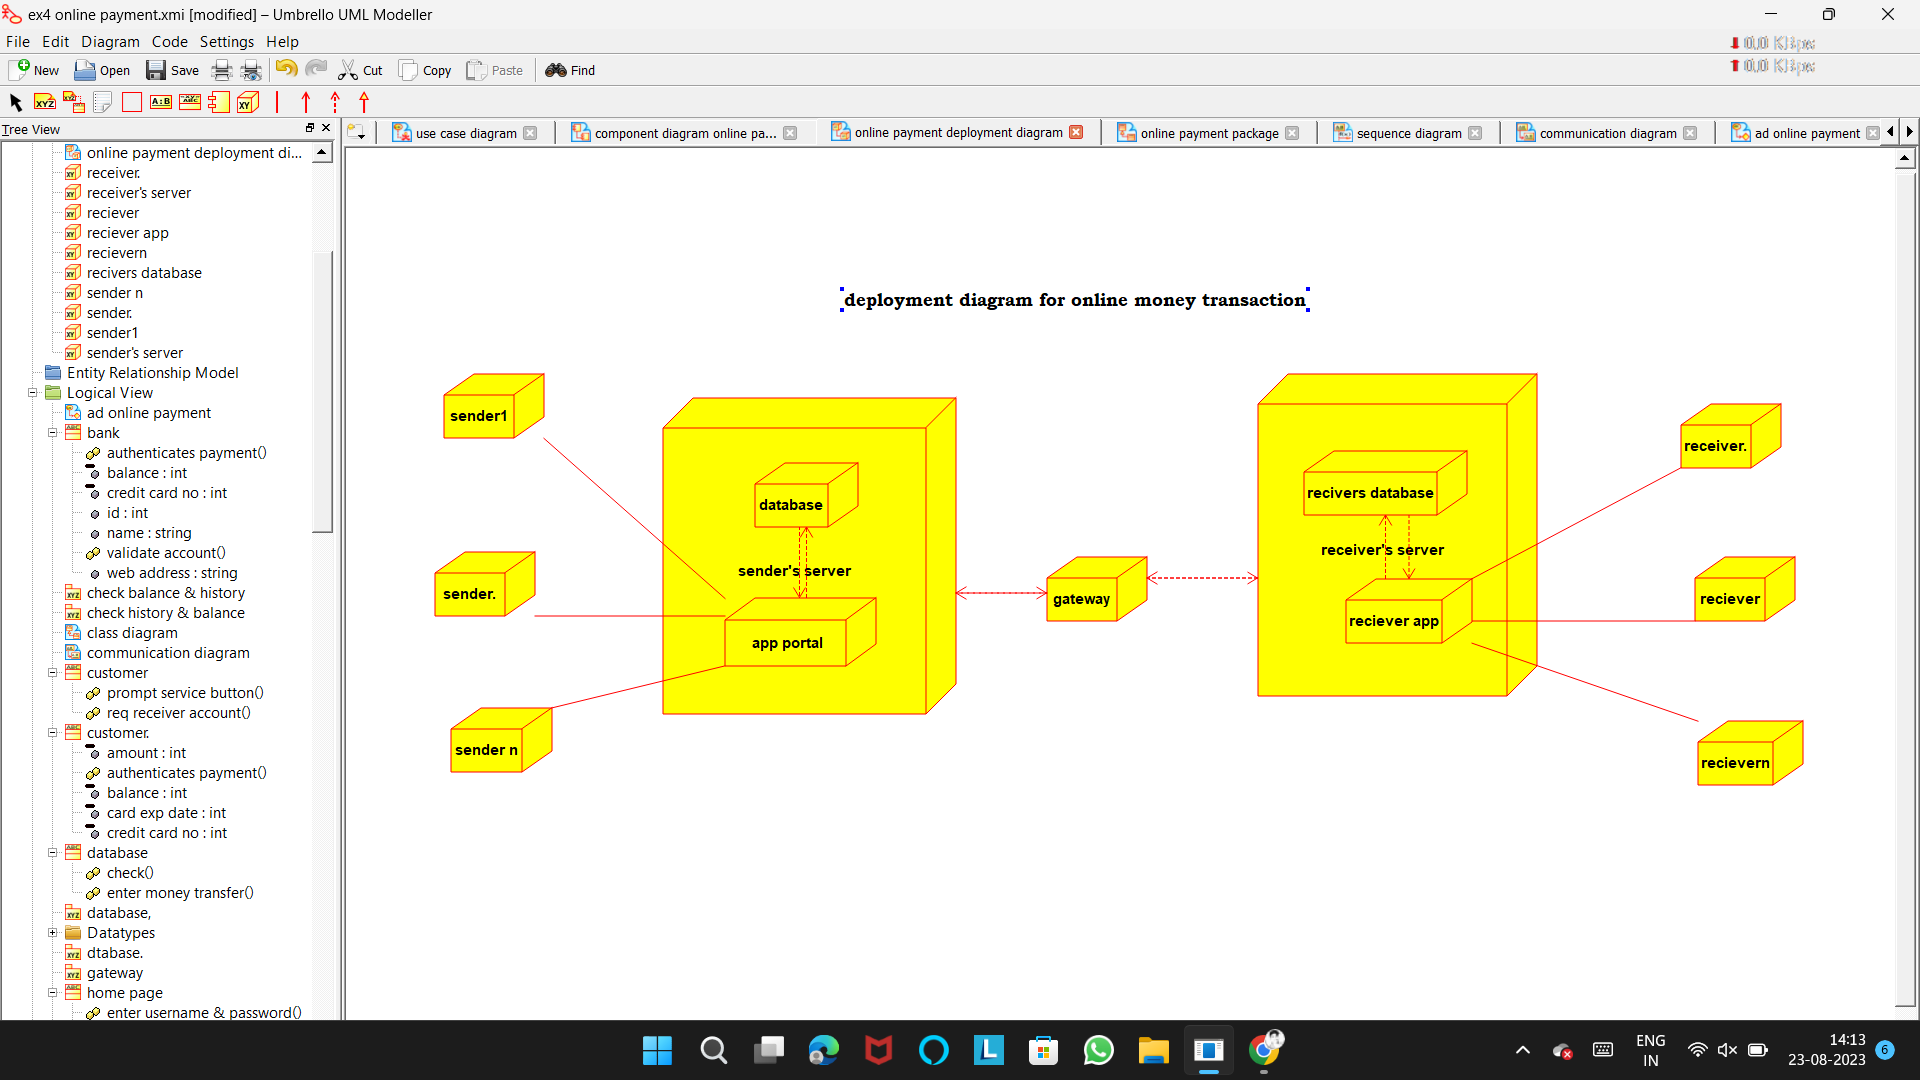 ex4 online payment.xmi [modified] – Umbrello UML Modeller
File Edit Diagram Code Settings Help
0.0 KBps
0.0 KBps
New Open Save Cut Copy Paste Find
Tree View
use case diagram
component diagram online pa...
online payment deployment diagram
online payment package
sequence diagram
communication diagram
ad online payment
online payment deployment di...
receiver.
receiver's server
reciever
reciever app
recievern
recivers database
sender n
sender.
sender1
sender's server
Entity Relationship Model
Logical View
ad online payment
bank
authenticates payment()
balance : int
credit card no : int
id : int
name : string
validate account()
web address : string
check balance & history
check history & balance
class diagram
communication diagram
customer
prompt service button()
req receiver account()
customer.
amount : int
authenticates payment()
balance : int
card exp date : int
credit card no : int
database
check()
enter money transfer()
database,
Datatypes
dtabase.
gateway
home page
enter username & password()
deployment diagram for online money transaction
sender1
sender.
sender n
database
sender's server
app portal
gateway
recivers database
receiver's server
reciever app
receiver.
reciever
recievern
ENG
IN
14:13
23-08-2023
6